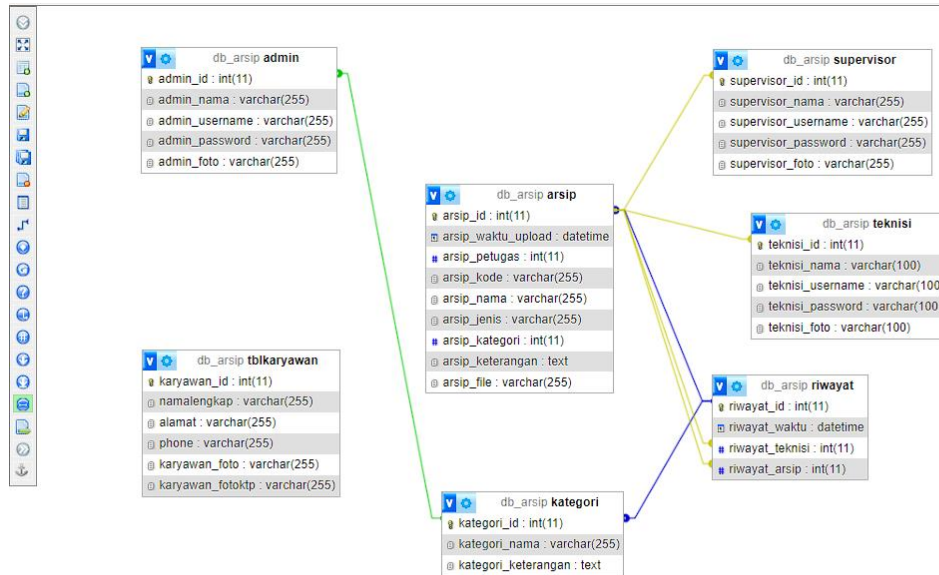 db_arsip admin
admin_id : int(11)
admin_nama : varchar(255)
admin_username : varchar(255)
admin_password : varchar(255)
admin_foto : varchar(255)
db_arsip supervisor
supervisor_id : int(11)
supervisor_nama : varchar(255)
supervisor_username : varchar(255)
supervisor_password : varchar(255)
supervisor_foto : varchar(255)
db_arsip arsip
arsip_id : int(11)
arsip_waktu_upload : datetime
arsip_petugas : int(11)
arsip_kode : varchar(255)
arsip_nama : varchar(255)
arsip_jenis : varchar(255)
arsip_kategori : int(11)
arsip_keterangan : text
arsip_file : varchar(255)
db_arsip teknisi
teknisi_id : int(11)
teknisi_nama : varchar(100)
teknisi_username : varchar(100
teknisi_password : varchar(100)
teknisi_foto : varchar(100)
db_arsip tblkaryawan
karyawan_id : int(11)
namalengkap : varchar(255)
alamat : varchar(255)
phone : varchar(255)
karyawan_foto : varchar(255)
karyawan_fotoktp : varchar(255)
db_arsip riwayat
riwayat_id : int(11)
riwayat_waktu : datetime
riwayat_teknisi : int(11)
riwayat_arsip : int(11)
db_arsip kategori
kategori_id : int(11)
kategori_nama : varchar(255)
kategori_keterangan : text